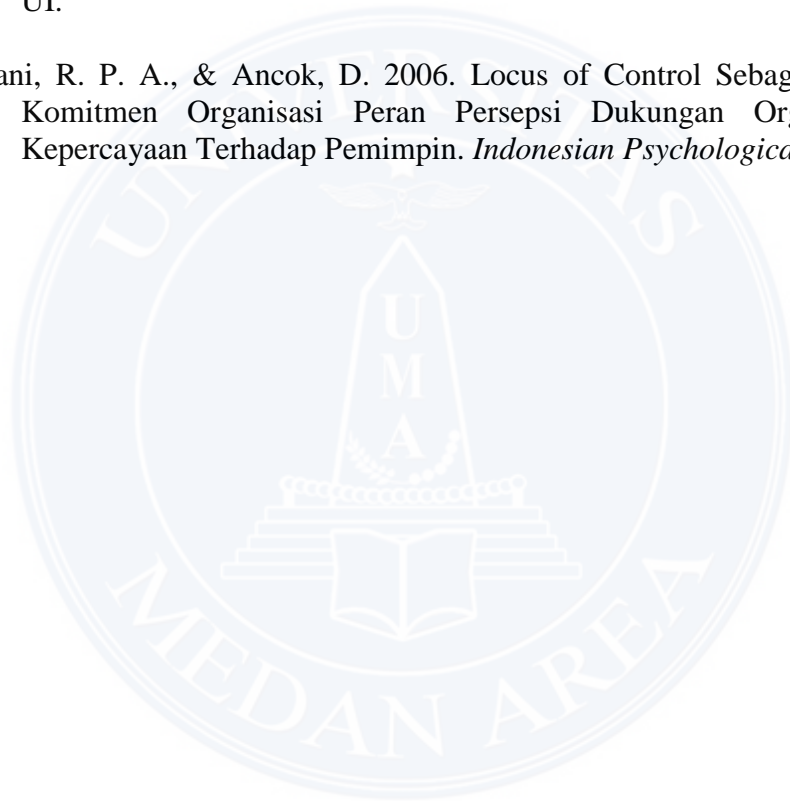 UI.
ani, R. P. A., & Ancok, D. 2006. Locus of Control Sebag
Komitmen Organisasi Peran Persepsi Dukungan Org
Kepercayaan Terhadap Pemimpin. Indonesian Psychologica
UNIVERSITAS
U
M
A
MEDAN AREA